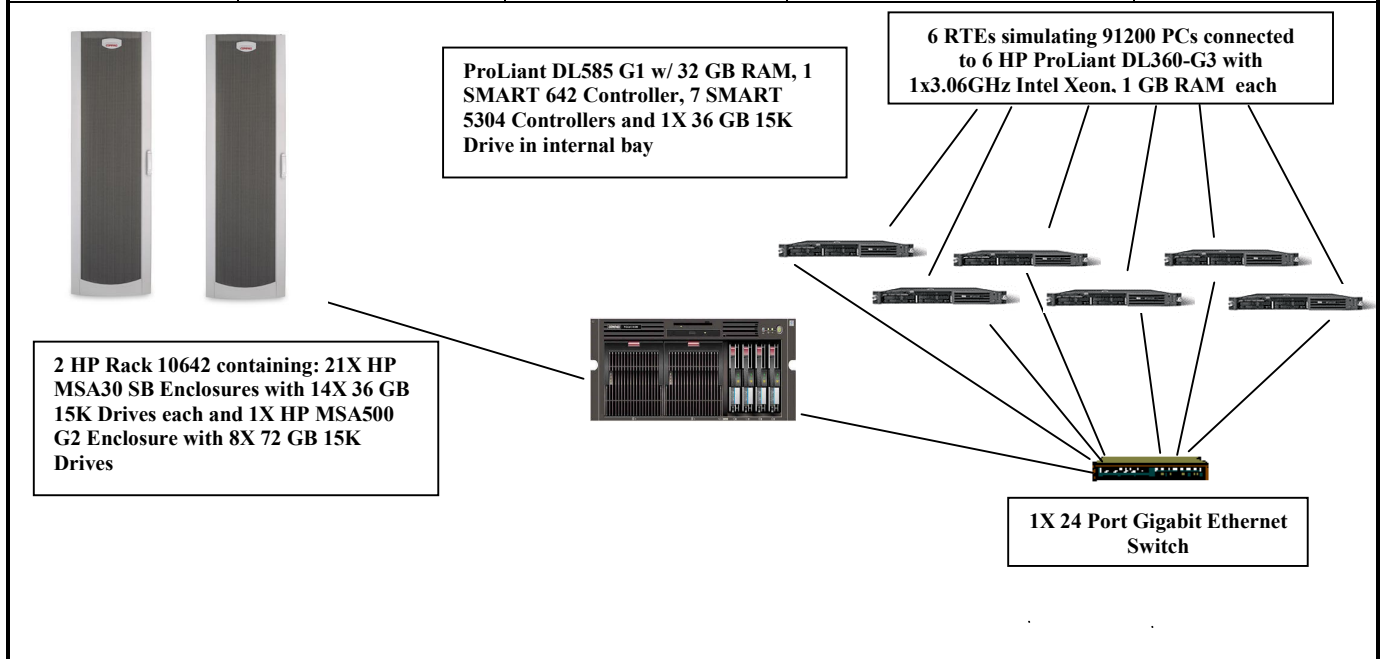 6 RTEs simulating 91200 PCs connected
to 6 HP ProLiant DL360-G3 with
1x3.06GHz Intel Xeon, 1 GB RAM each
ProLiant DL585 G1 w/ 32 GB RAM, 1
SMART 642 Controller, 7 SMART
5304 Controllers and 1X 36 GB 15K
Drive in internal bay
2 HP Rack 10642 containing: 21X HP
MSA30 SB Enclosures with 14X 36 GB
15K Drives each and 1X HP MSA500
G2 Enclosure with 8X 72 GB 15K
Drives
1X 24 Port Gigabit Ethernet
Switch